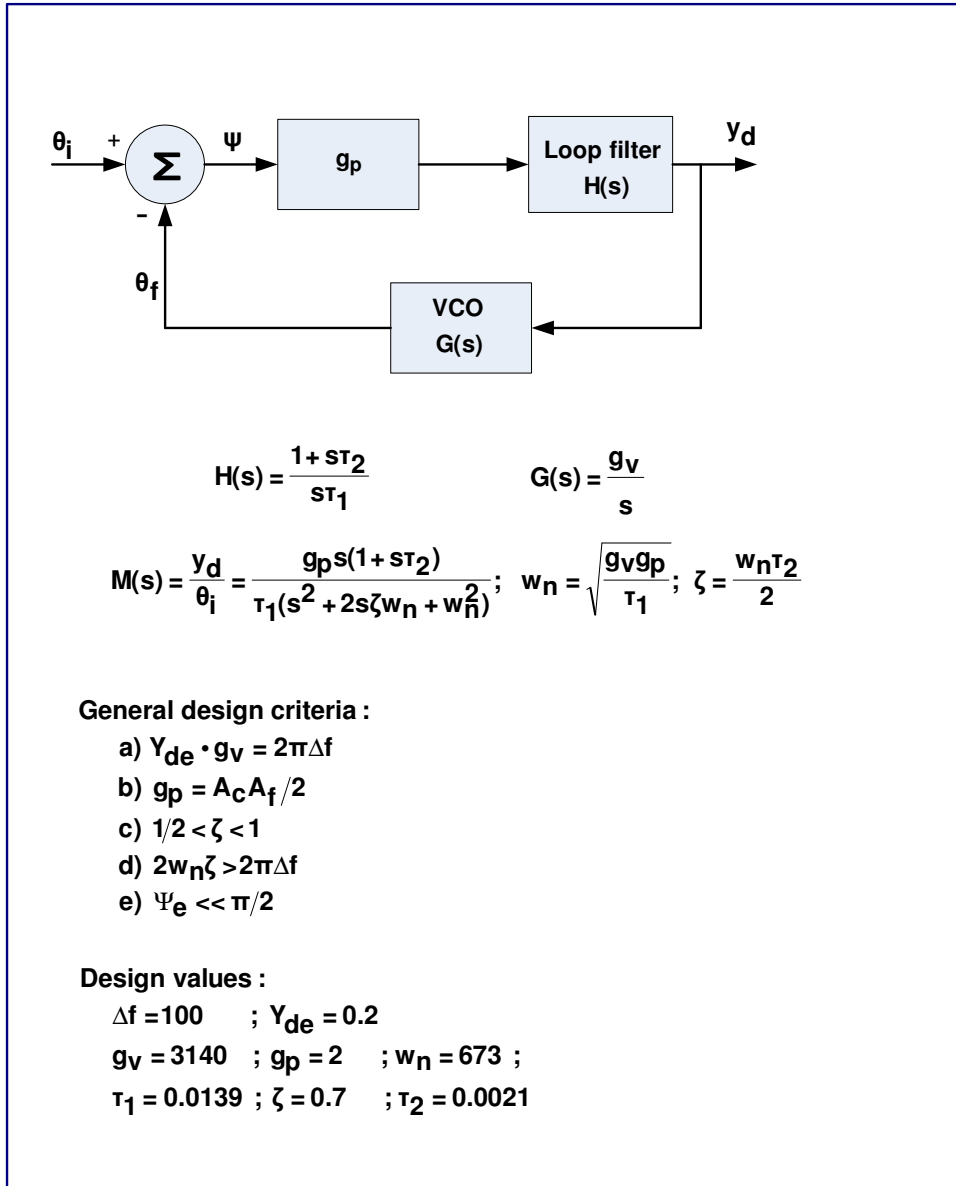 θi + Σ ψ gp Loop filter yd
H(s)
−
θf
VCO
G(s)
H(s) = (1 + sτ2)/(sτ1) G(s) = gv/s
M(s) = yd/θi = gps(1 + sτ2)/(τ1(s² + 2sζwn + wn²)); wn = √(gvgp/τ1); ζ = wnτ2/2
General design criteria :
a) Yde • gv = 2πΔf
b) gp = AcAf/2
c) 1/2 < ζ < 1
d) 2wnζ > 2πΔf
e) Ψe << π/2
Design values :
Δf = 100 ; Yde = 0.2
gv = 3140 ; gp = 2 ; wn = 673 ;
τ1 = 0.0139 ; ζ = 0.7 ; τ2 = 0.0021